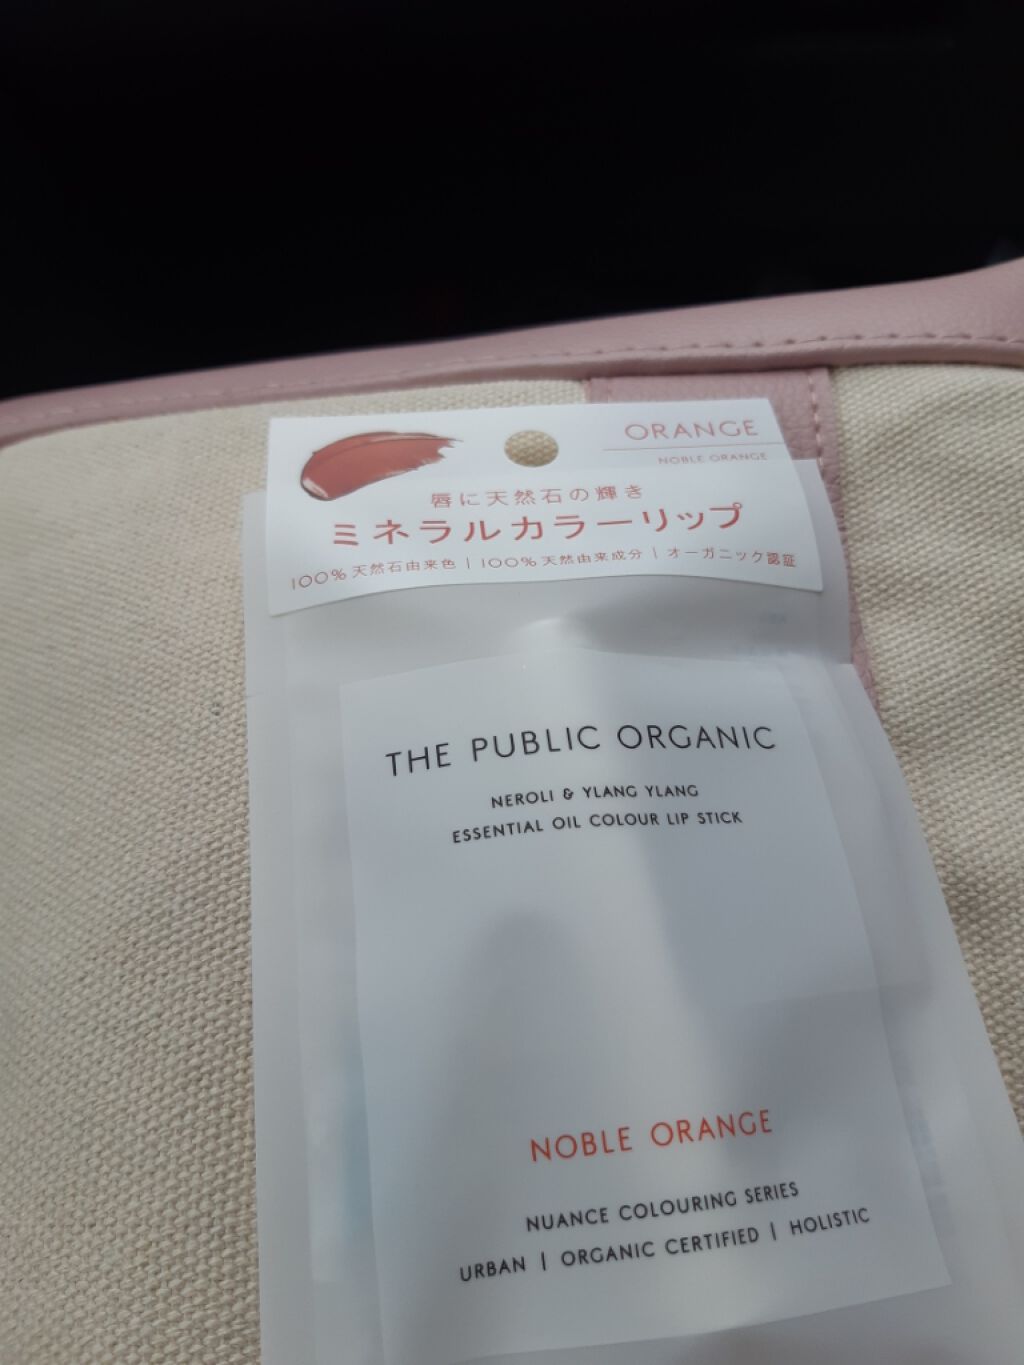 ORANGE
NOBLE ORANGE
唇に天然石の輝き
ミネラルカラーリップ
100%天然石由来色 | 100%天然由来成分 | オーガニック認証
THE PUBLIC ORGANIC
NEROLI & YLANG YLANG
ESSENTIAL OIL COLOUR LIP STICK
NOBLE ORANGE
NUANCE COLOURING SERIES
URBAN | ORGANIC CERTIFIED | HOLISTIC